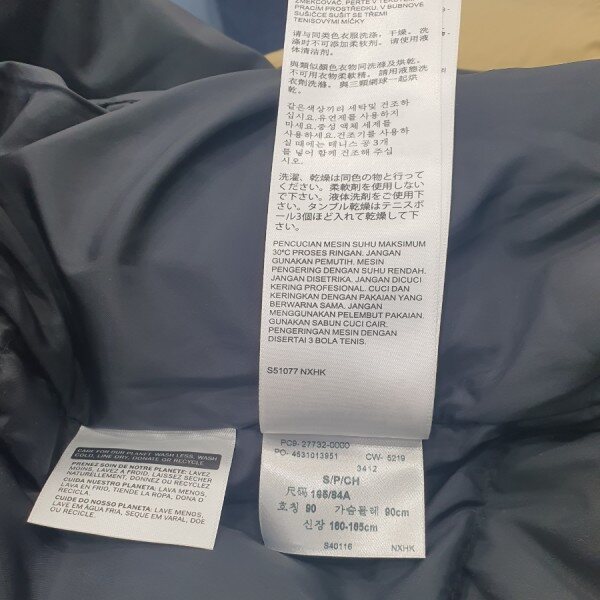 ZMĚKČOVAČ. PERTE V TEKUTÉM
PRACÍM PROSTŘEDKU. V BUBNOVÉ
SUŠIČCE SUŠIT SE TŘEMI
TENISOVÝMI MÍČKY
请与同类色衣服洗涤。干燥。洗
涤时不可添加柔软剂。请使用液
体清洁剂。
與類似顏色衣物同洗滌及烘乾。
不可用衣物柔軟精。請用液態洗
衣劑洗滌。與三顆網球一起烘
乾。
같은색상끼리 세탁및 건조하
십시요.유연제를 사용하지
마세요.중성 액체 세제를
사용하세요.건조기를 사용하
실 때에는 테니스 공 3개
를 넣어 함께 건조해 주십
시오.
洗濯、乾燥は同色の物と行って
ください。柔軟剤を使用しない
で下さい。液体洗剤をご使用下
さい。タンブル乾燥はテニスボ
ール3個ほど入れて乾燥して下
さい。
PENCUCIAN MESIN SUHU MAKSIMUM
30°C PROSES RINGAN. JANGAN
GUNAKAN PEMUTIH. MESIN
PENGERING DENGAN SUHU RENDAH.
JANGAN DISETRIKA. JANGAN DICUCI
KERING PROFESIONAL. CUCI DAN
KERINGKAN DENGAN PAKAIAN YANG
BERWARNA SAMA. JANGAN
MENGGUNAKAN PELEMBUT PAKAIAN.
GUNAKAN SABUN CUCI CAIR.
PENGERINGAN MESIN DENGAN
DISERTAI 3 BOLA TENIS.
S51077 NXHK
PC9- 27732-0000
PO- 4531013951 CW- 5219
3412
S/P/CH
尺码 165/84A
호칭 90 가슴둘레 90cm
신장 160-165cm
S40116 NXHK
CARE FOR OUR PLANET WASH LESS, WASH
COLD, LINE DRY, DONATE OR RECYCLE
PRENEZ SOIN DE NOTRE PLANETE: LAVEZ
MOINS, LAVEZ A FROID, LAISSEZ SECHER
NATURELLEMENT, DONNEZ OU RECYCLEZ
CUIDA NUESTRO PLANETA: LAVA MENOS,
LAVA EN FRIO, TIENDE LA ROPA, DONA O
RECICLA
CUIDE DO NOSSO PLANETA: LAVE MENOS,
LAVE EM ÁGUA FRIA, SEQUE EM VARAL, DOE
OU RECICLE